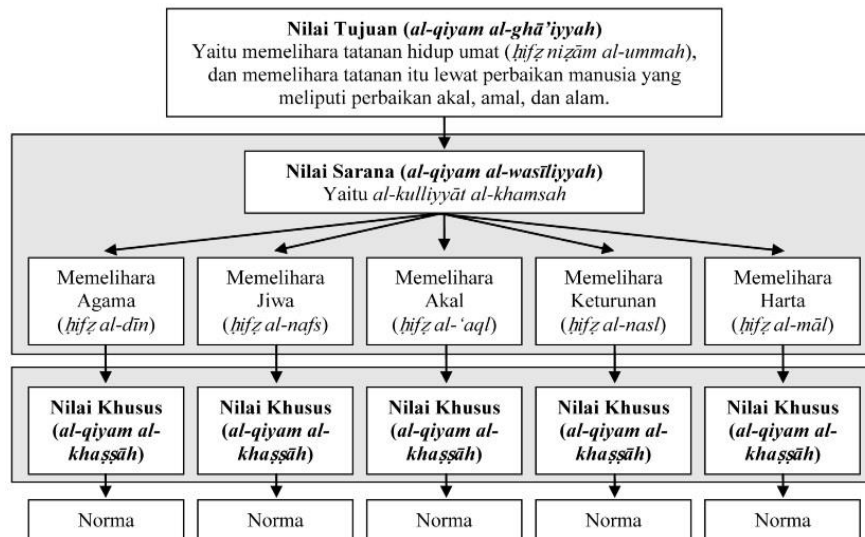 Nilai Tujuan (al-qiyam al-ghā’iyyah)
Yaitu memelihara tatanan hidup umat (ḥifẓ niẓām al-ummah),
dan memelihara tatanan itu lewat perbaikan manusia yang
meliputi perbaikan akal, amal, dan alam.
Nilai Sarana (al-qiyam al-wasīliyyah)
Yaitu al-kulliyyāt al-khamsah
Memelihara
Agama
(ḥifẓ al-dīn)
Memelihara
Jiwa
(ḥifẓ al-nafs)
Memelihara
Akal
(ḥifẓ al-‘aql)
Memelihara
Keturunan
(ḥifẓ al-nasl)
Memelihara
Harta
(ḥifẓ al-māl)
Nilai Khusus
(al-qiyam al-
khaṣṣāh)
Nilai Khusus
(al-qiyam al-
khaṣṣāh)
Nilai Khusus
(al-qiyam al-
khaṣṣāh)
Nilai Khusus
(al-qiyam al-
khaṣṣāh)
Nilai Khusus
(al-qiyam al-
khaṣṣāh)
Norma
Norma
Norma
Norma
Norma